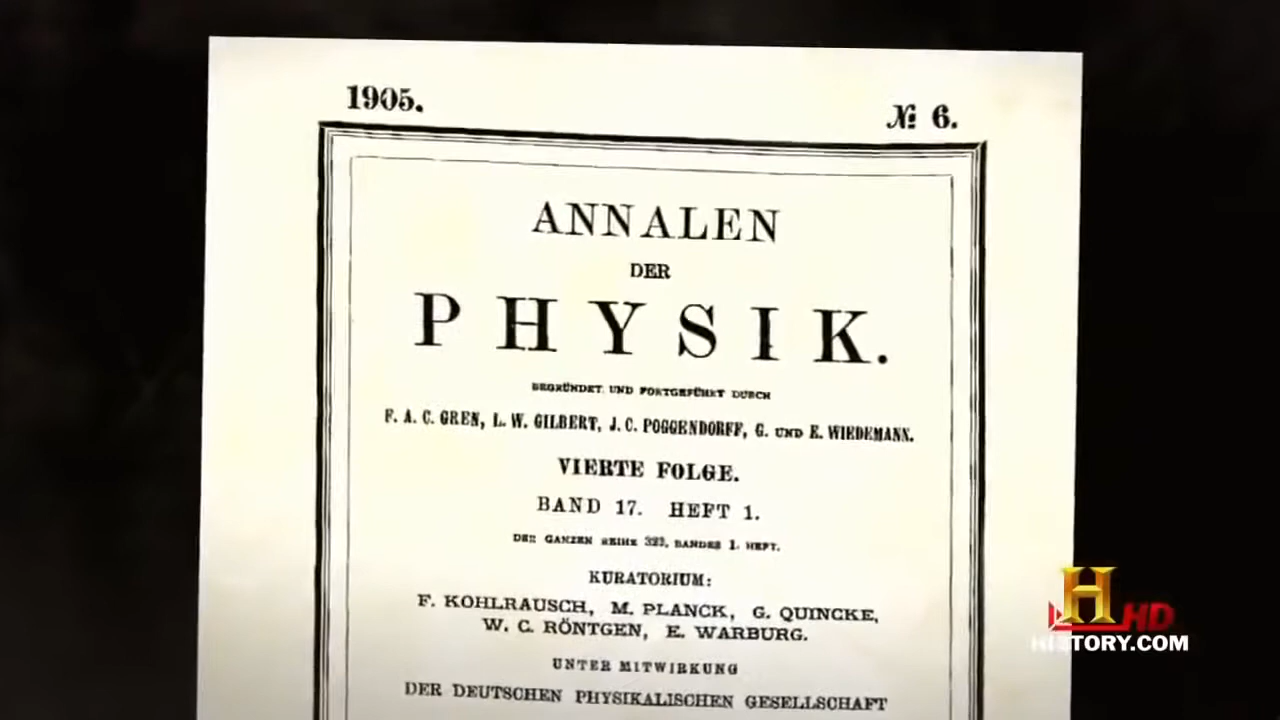 1905.
№ 6.
ANNALEN
DER
PHYSIK.
BEGRÜNDET UND FORTGEFÜHRT DURCH
F. A. C. GREN, L. W. GILBERT, J. C. POGGENDORFF, G. UND E. WIEDEMANN.
VIERTE FOLGE.
BAND 17. HEFT 1.
DER GANZEN REIHE 322. BANDES 1. HEFT.
KURATORIUM:
F. KOHLRAUSCH, M. PLANCK, G. QUINCKE,
W. C. RÖNTGEN, E. WARBURG.
UNTER MITWIRKUNG
DER DEUTSCHEN PHYSIKALISCHEN GESELLSCHAFT
H HD
HISTORY.COM